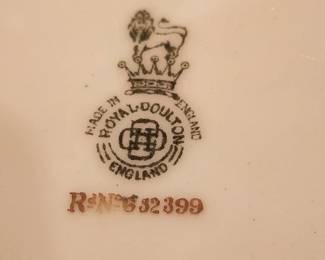 MADE IN ENGLAND
ROYAL·DOULTON
ENGLAND
RdNo 632399